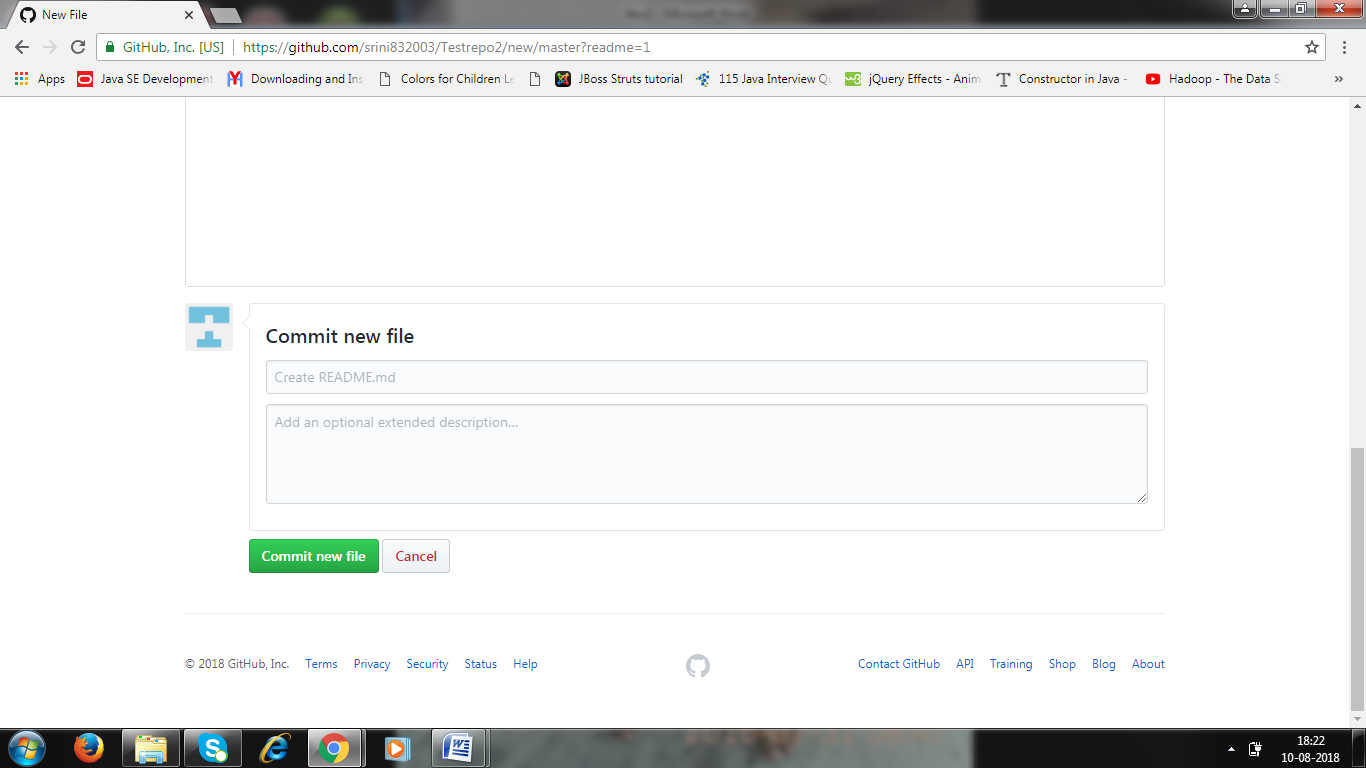 New File
GitHub, Inc. [US] https://github.com/srini832003/Testrepo2/new/master?readme=1
Apps Java SE Development Downloading and Ins Colors for Children Le JBoss Struts tutorial 115 Java Interview Qu jQuery Effects - Anim Constructor in Java - Hadoop - The Data S »
Commit new file
Create README.md
Add an optional extended description...
Commit new file Cancel
© 2018 GitHub, Inc. Terms Privacy Security Status Help Contact GitHub API Training Shop Blog About
18:22
10-08-2018